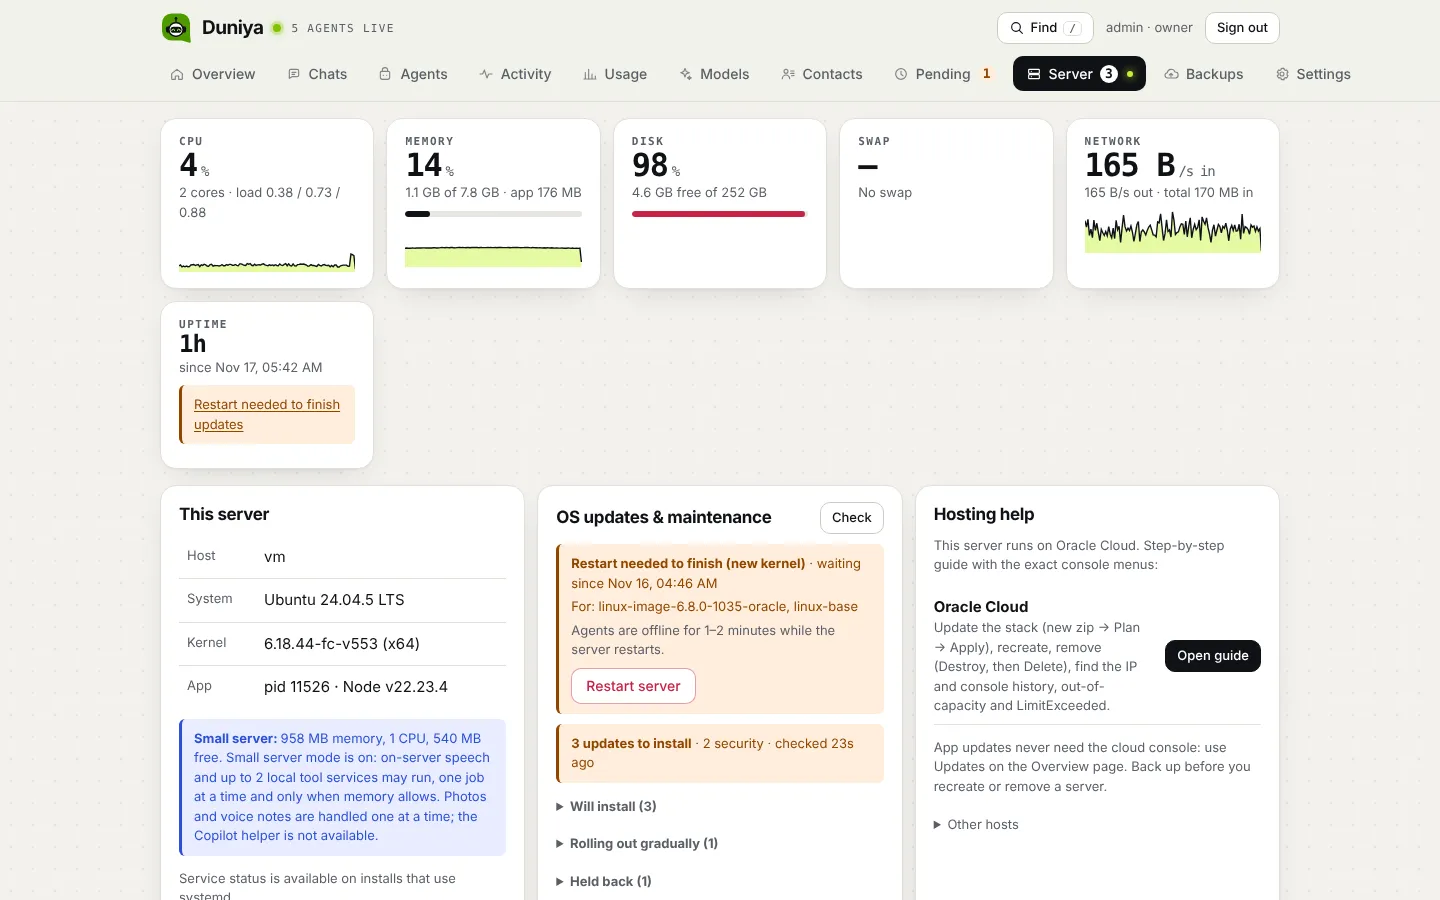 Duniya 5 AGENTS LIVE Find / admin · owner Sign out
Overview Chats Agents Activity Usage Models Contacts Pending 1 Server 3 Backups Settings
CPU
4 %
2 cores · load 0.38 / 0.73 /
0.88
MEMORY
14 %
1.1 GB of 7.8 GB · app 176 MB
DISK
98 %
4.6 GB free of 252 GB
SWAP
–
No swap
NETWORK
165 B /s in
165 B/s out · total 170 MB in
UPTIME
1h
since Nov 17, 05:42 AM
Restart needed to finish
updates
This server
Host vm
System Ubuntu 24.04.5 LTS
Kernel 6.18.44-fc-v553 (x64)
App pid 11526 · Node v22.23.4
Small server: 958 MB memory, 1 CPU, 540 MB
free. Small server mode is on: on-server speech
and up to 2 local tool services may run, one job
at a time and only when memory allows. Photos
and voice notes are handled one at a time; the
Copilot helper is not available.
Service status is available on installs that use
systemd
OS updates & maintenance Check
Restart needed to finish (new kernel) · waiting
since Nov 16, 04:46 AM
For: linux-image-6.8.0-1035-oracle, linux-base
Agents are offline for 1–2 minutes while the
server restarts.
Restart server
3 updates to install · 2 security · checked 23s
ago
▶ Will install (3)
▶ Rolling out gradually (1)
▶ Held back (1)
Hosting help
This server runs on Oracle Cloud. Step-by-step
guide with the exact console menus:
Oracle Cloud
Update the stack (new zip → Plan
→ Apply), recreate, remove
(Destroy, then Delete), find the IP
and console history, out-of-
capacity and LimitExceeded.
Open guide
App updates never need the cloud console: use
Updates on the Overview page. Back up before you
recreate or remove a server.
▶ Other hosts